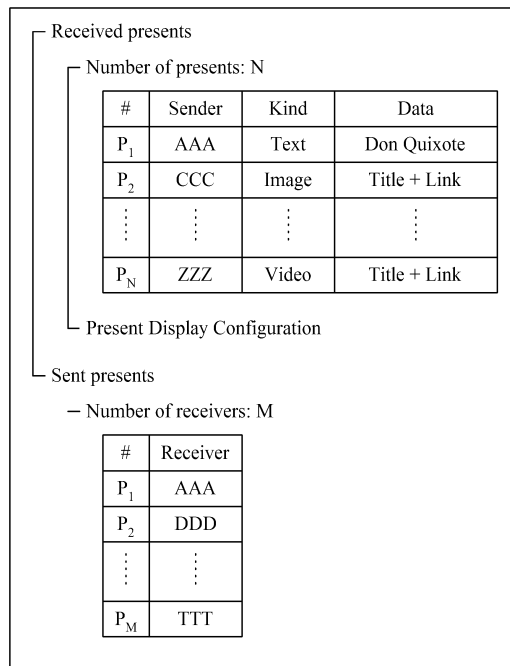 Received presents
Number of presents: N
# Sender Kind Data
P1 AAA Text Don Quixote
P2 CCC Image Title + Link
PN ZZZ Video Title + Link
Present Display Configuration
Sent presents
Number of receivers: M
# Receiver
P1 AAA
P2 DDD
PM TTT